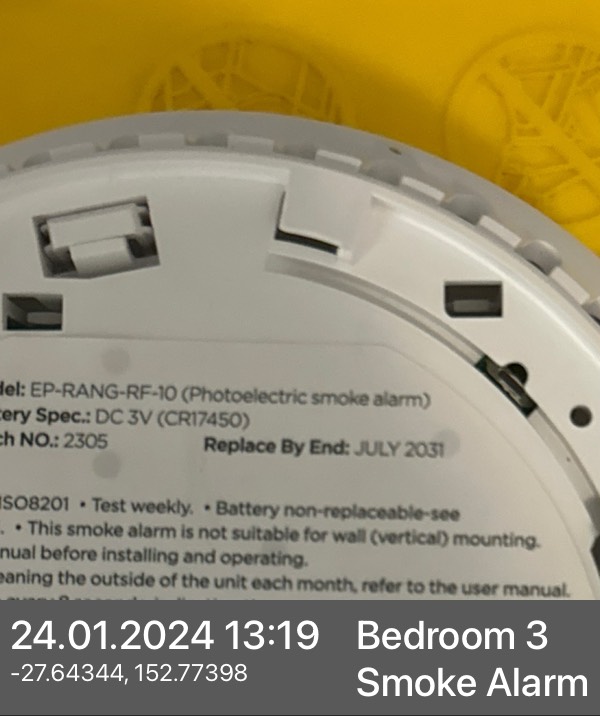 del: EP-RANG-RF-10 (Photoelectric smoke alarm)
tery Spec.: DC 3V (CR17450)
ch NO.: 2305 Replace By End: JULY 2031
ISO8201 • Test weekly. • Battery non-replaceable-see
. • This smoke alarm is not suitable for wall (vertical) mounting.
nual before installing and operating.
eaning the outside of the unit each month, refer to the user manual.
24.01.2024 13:19 Bedroom 3
-27.64344, 152.77398 Smoke Alarm